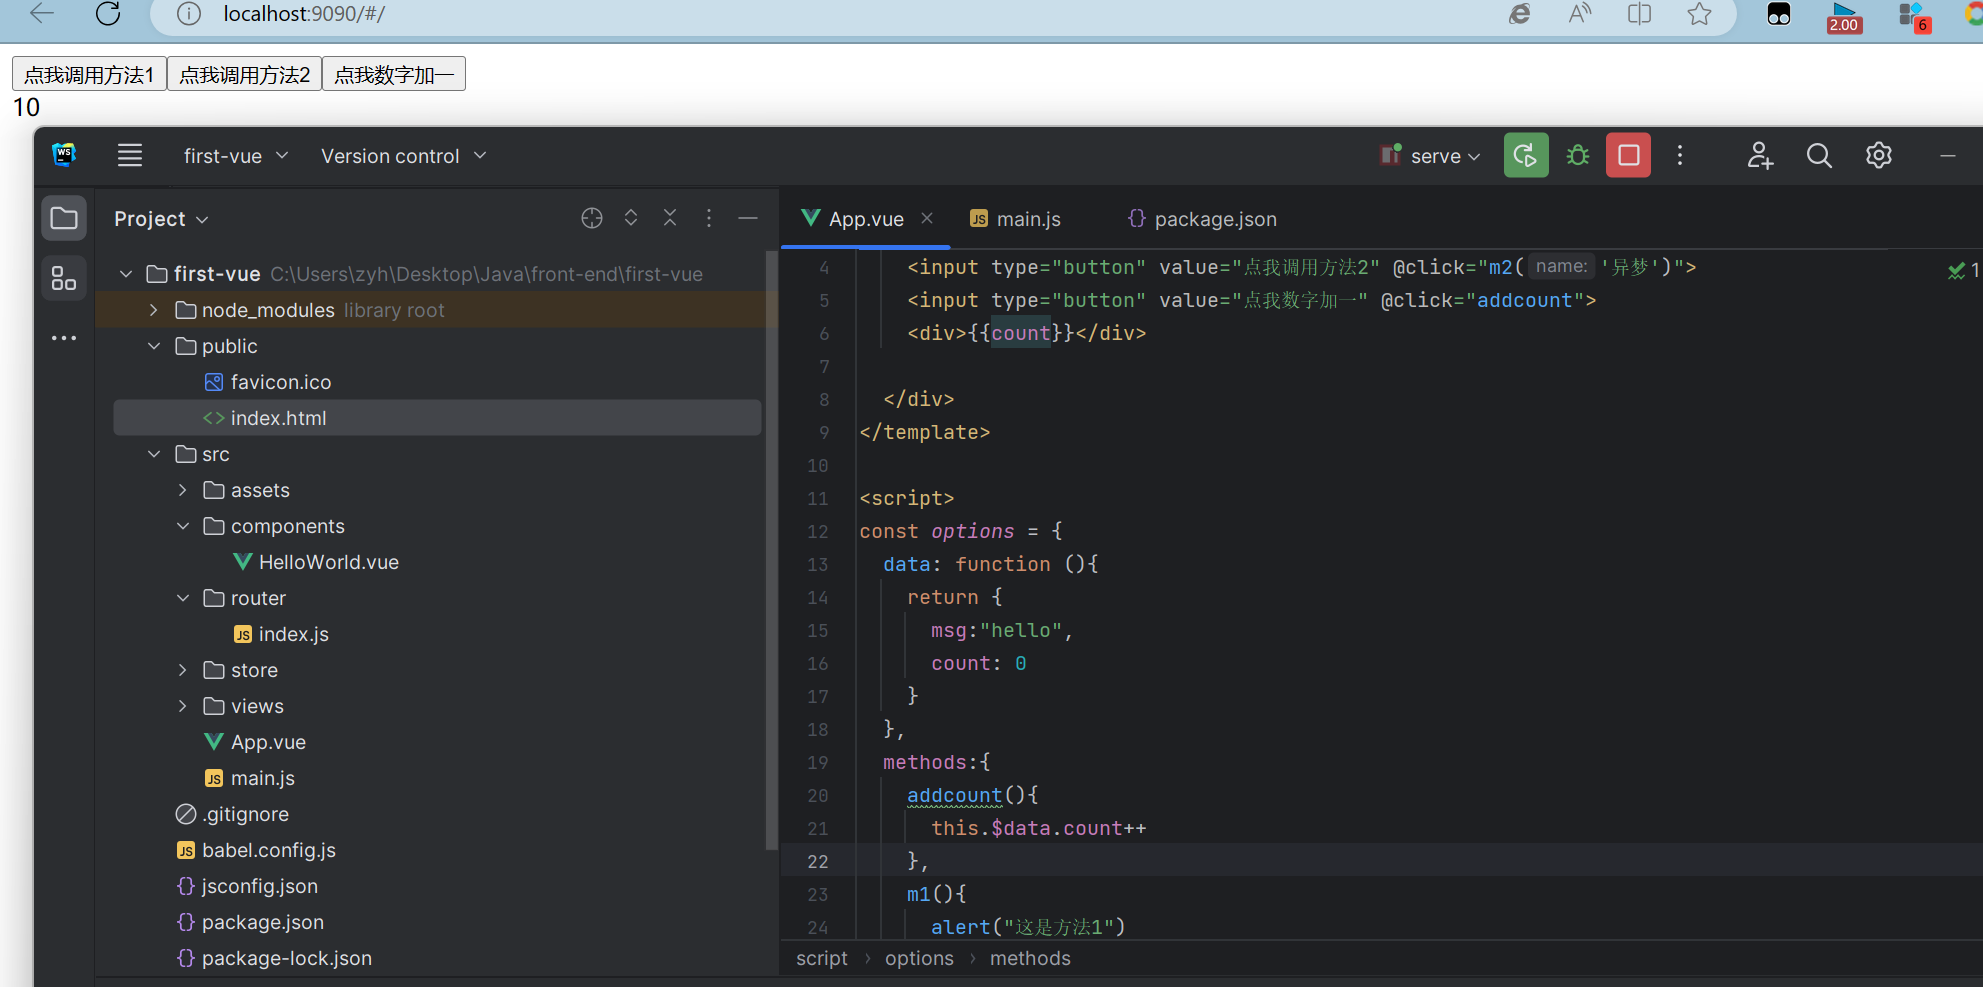 localhost:9090/#/
2.00
6
点我调用方法1 点我调用方法2 点我数字加一
10
WS
first-vue Version control serve
Project
first-vue C:\Users\zyh\Desktop\Java\front-end\first-vue
node_modules library root
public
favicon.ico
index.html
src
assets
components
HelloWorld.vue
router
JS index.js
store
views
App.vue
JS main.js
.gitignore
JS babel.config.js
{} jsconfig.json
{} package.json
{} package-lock.json
App.vue JS main.js {} package.json
4 <input type="button" value="点我调用方法2" @click="m2( name: '异梦')">
1
5 <input type="button" value="点我数字加一" @click="addcount">
6 <div>{{count}}</div>
7
8 </div>
9 </template>
10
11 <script>
12 const options = {
13 data: function (){
14 return {
15 msg:"hello",
16 count: 0
17 }
18 },
19 methods:{
20 addcount(){
21 this.$data.count++
22 },
23 m1(){
24 alert("这是方法1")
script › options › methods